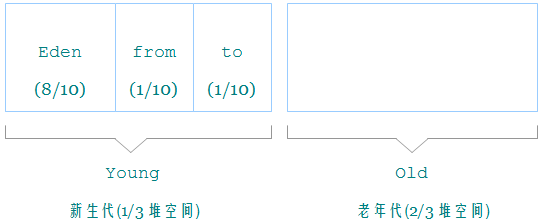 Eden from to
(8/10) (1/10) (1/10)
Young Old
新生代(1/3 堆空间) 老年代(2/3 堆空间)